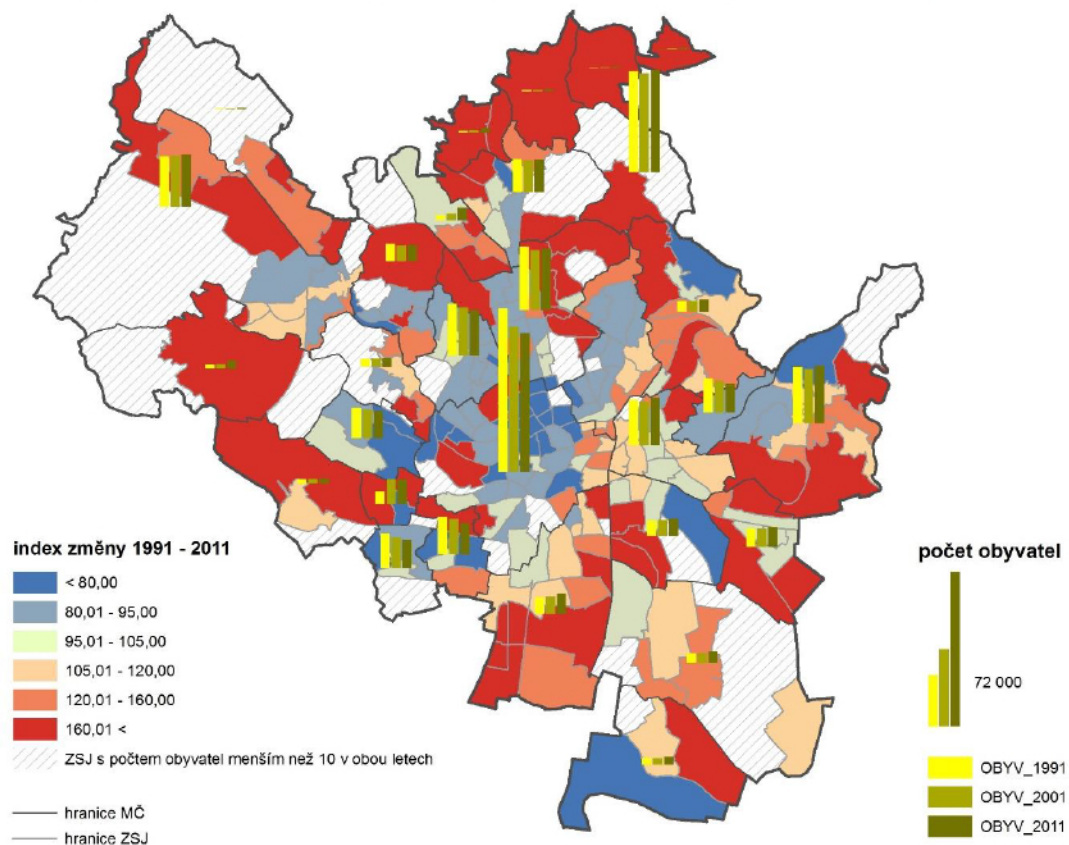 index změny 1991 - 2011
< 80,00
80,01 - 95,00
95,01 - 105,00
105,01 - 120,00
120,01 - 160,00
160,01 <
ZSJ s počtem obyvatel menším než 10 v obou letech
hranice MČ
hranice ZSJ
počet obyvatel
72 000
OBYV_1991
OBYV_2001
OBYV_2011